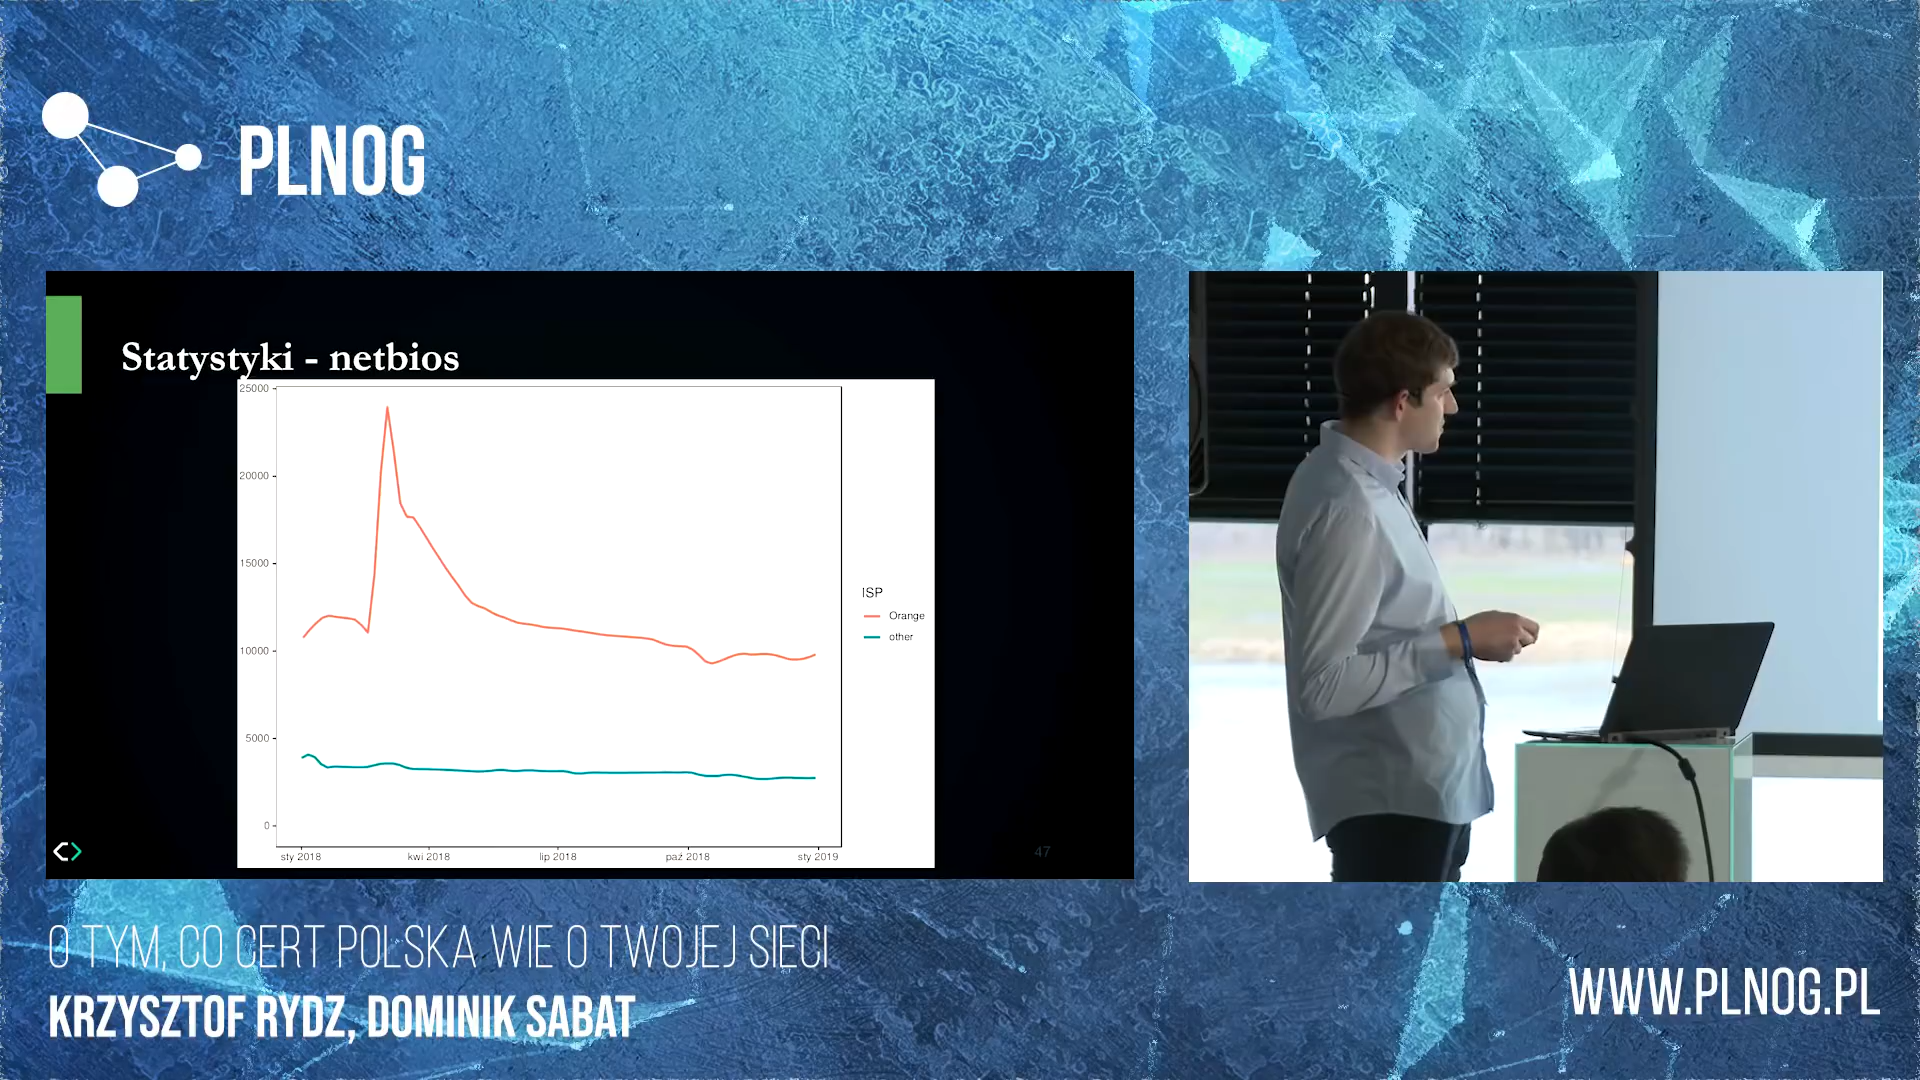 PLNOG
Statystyki - netbios
25000
20000
15000
10000
5000
0
sty 2018
kwi 2018
lip 2018
paź 2018
sty 2019
ISP
Orange
other
47
O TYM, CO CERT POLSKA WIE O TWOJEJ SIECI
KRZYSZTOF RYDZ, DOMINIK SABAT
WWW.PLNOG.PL